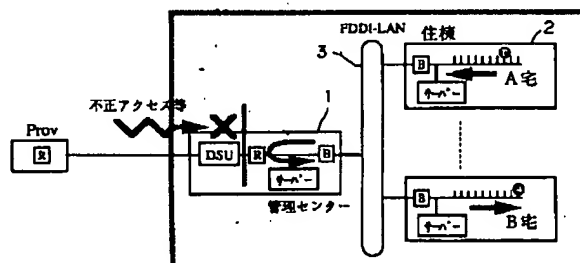 FDDI-LAN
住棟
2
3
B
サーバー
A宅
不正アクセス等
1
Prov
R
DSU
R
B
サーバー
管理センター
B
サーバー
B宅